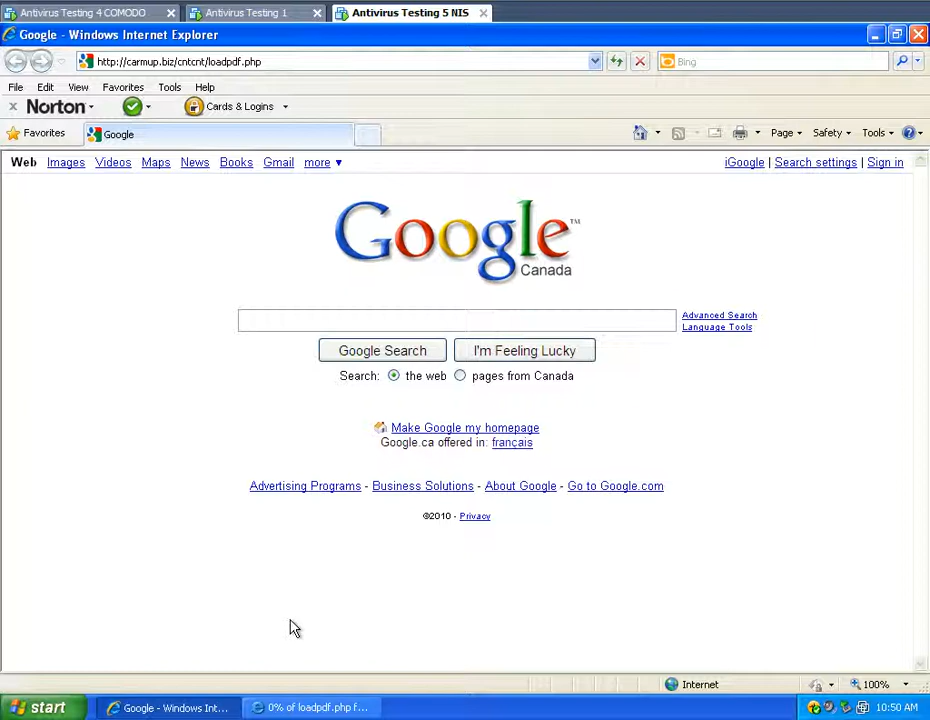 Antivirus Testing 4 COMODO
Antivirus Testing 1
Antivirus Testing 5 NIS
Google - Windows Internet Explorer
http://carmup.biz/cntcnt/loadpdf.php
Bing
File Edit View Favorites Tools Help
x Norton Cards & Logins
Favorites Google Page Safety Tools
Web Images Videos Maps News Books Gmail more ▼ iGoogle | Search settings | Sign in
Google™
Canada
Advanced Search
Language Tools
Google Search I'm Feeling Lucky
Search: the web pages from Canada
Make Google my homepage
Google.ca offered in: français
Advertising Programs - Business Solutions - About Google - Go to Google.com
©2010 - Privacy
Internet 100%
start Google - Windows Int... 0% of loadpdf.php f... 10:50 AM